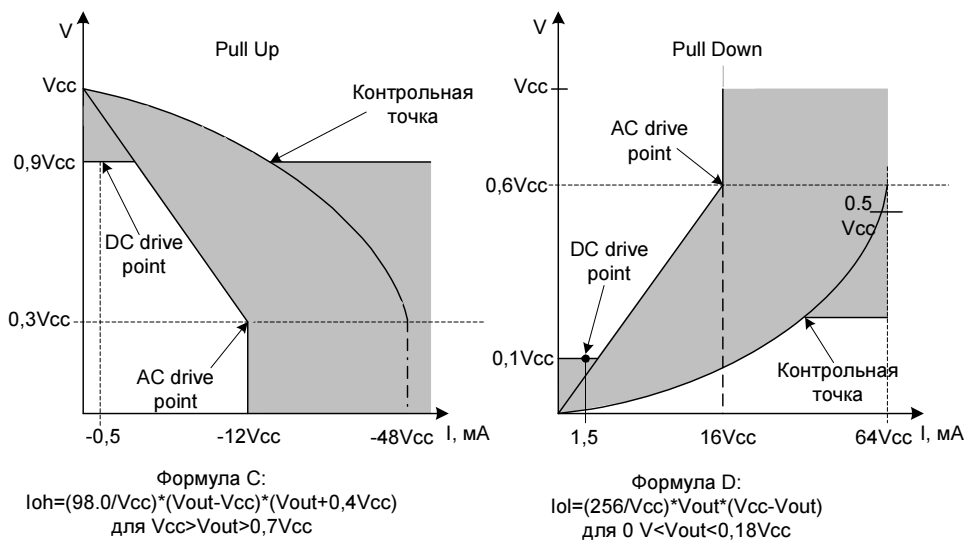 V
Pull Up
Vcc
Контрольная
точка
0,9Vcc
DC drive
point
0,3Vcc
AC drive
point
-0,5
-12Vcc
-48Vcc
I, мА
Формула C:
Ioh=(98.0/Vcc)*(Vout-Vcc)*(Vout+0,4Vcc)
для Vcc>Vout>0,7Vcc
V
Pull Down
Vcc
AC drive
point
0,6Vcc
0.5
Vcc
DC drive
point
0,1Vcc
Контрольная
точка
1,5
16Vcc
64Vcc
I, мА
Формула D:
Iol=(256/Vcc)*Vout*(Vcc-Vout)
для 0 V<Vout<0,18Vcc